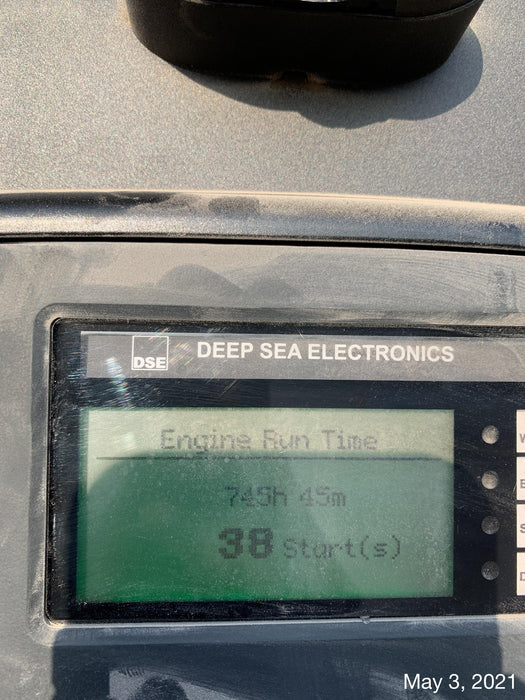 DSE
DEEP SEA ELECTRONICS
Engine Run Time
745h 45m
38 Start(s)
W
E
S
D
May 3, 2021